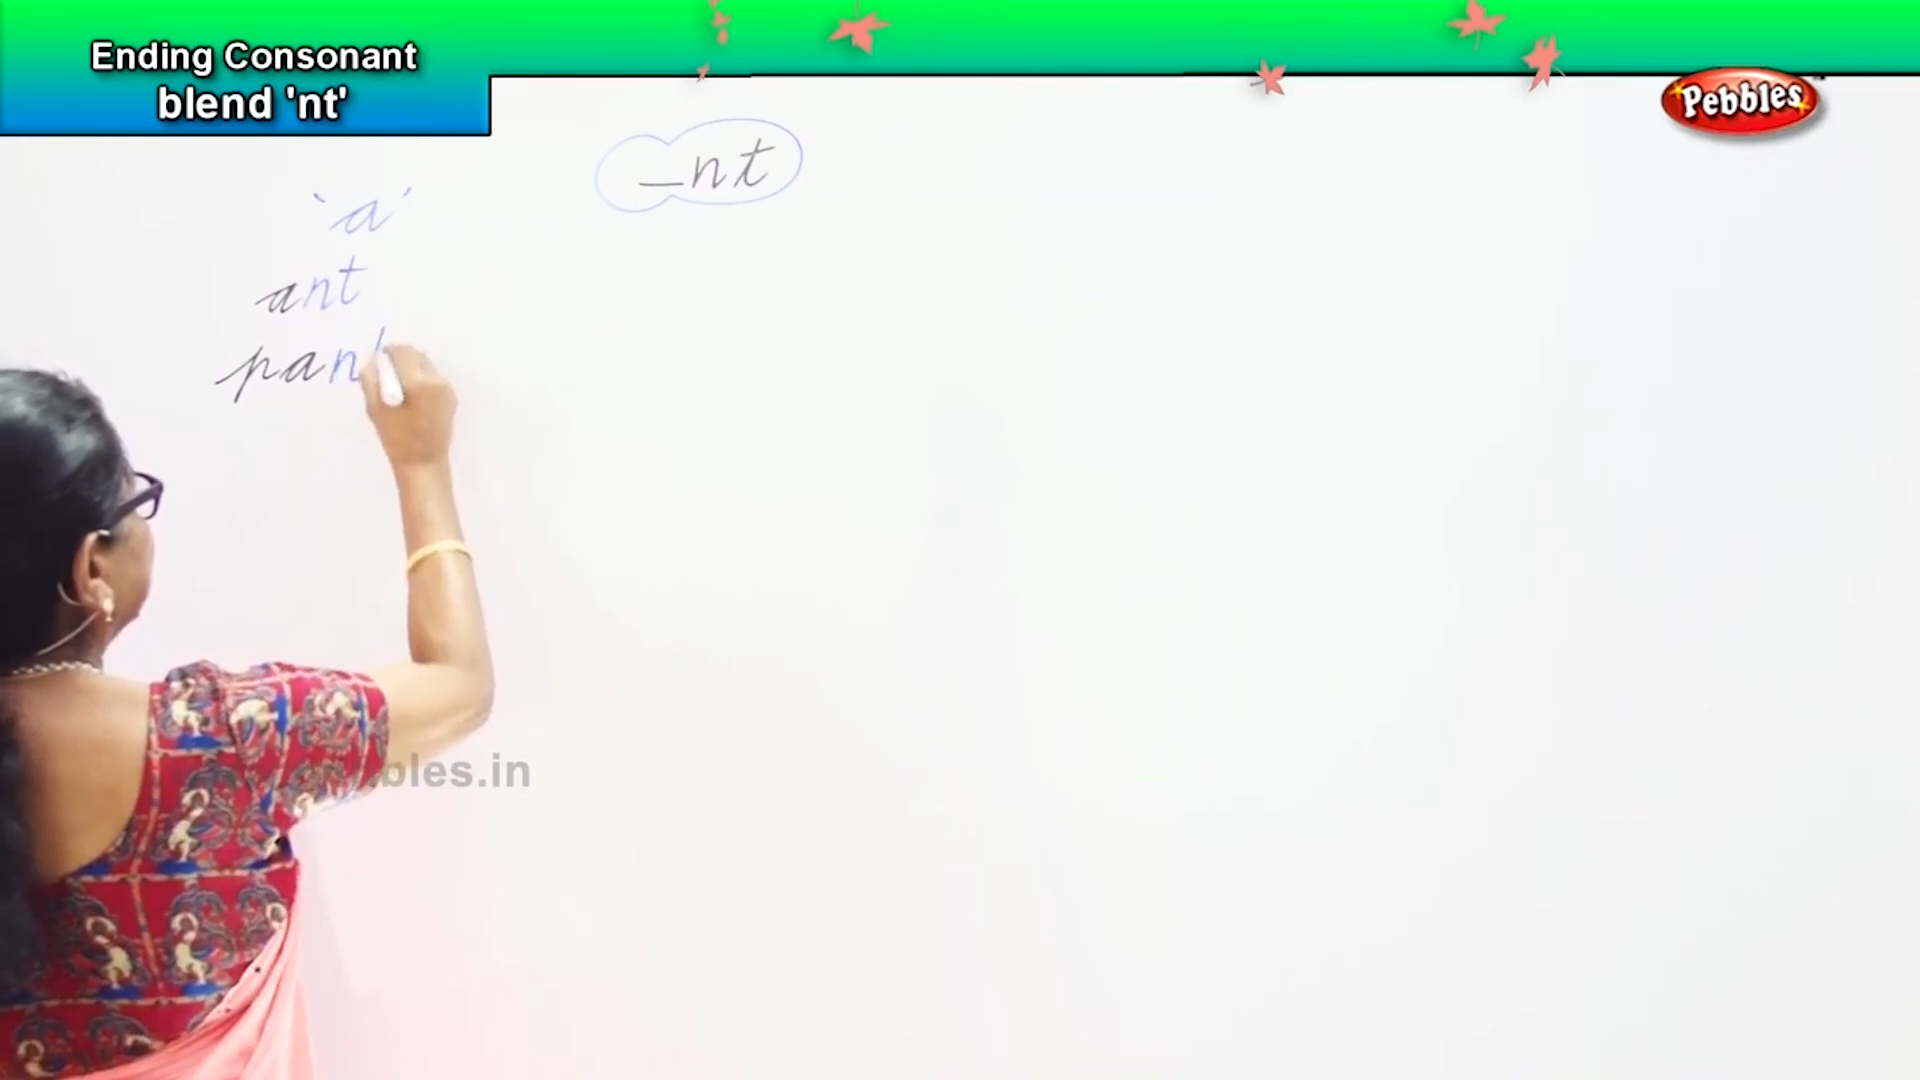 Ending Consonant
blend 'nt'
Pebbles
_nt
'a'
ant
pan
bles.in